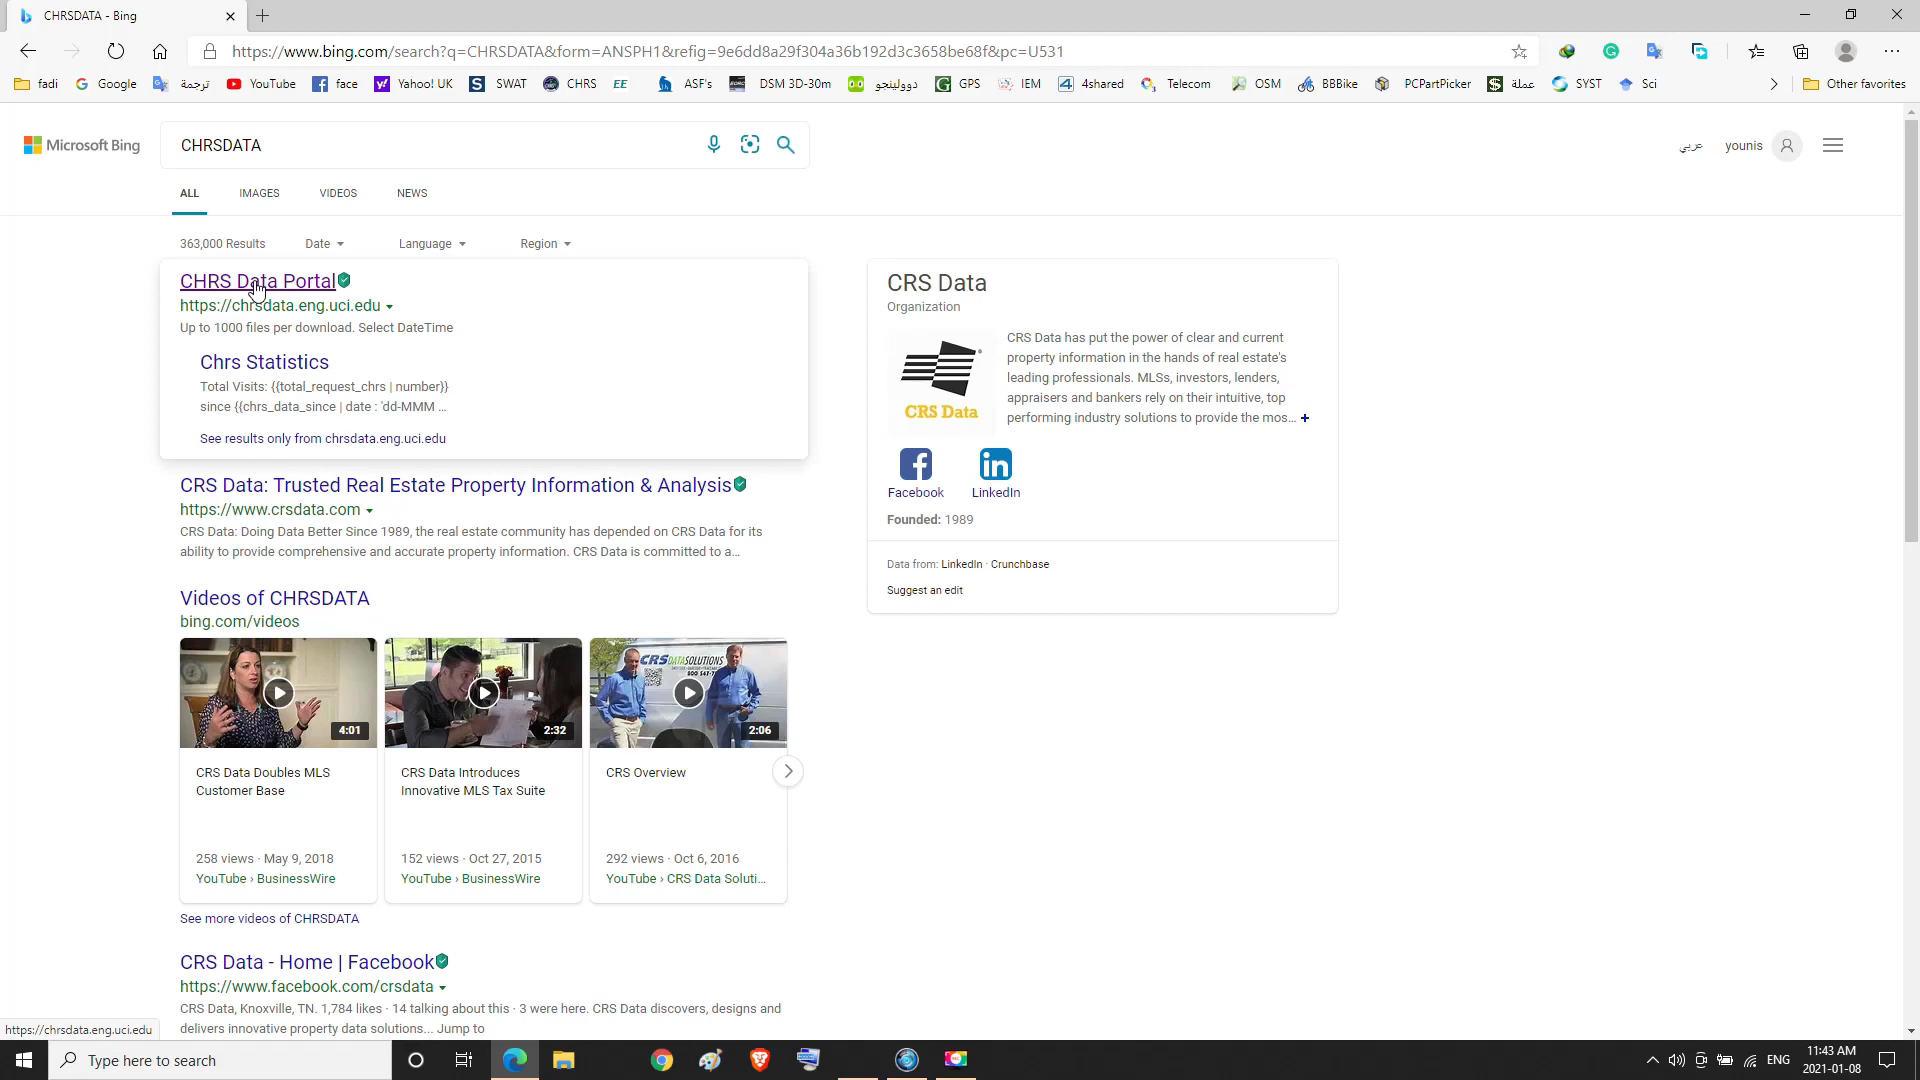 CHRSDATA - Bing
https://www.bing.com/search?q=CHRSDATA&form=ANSPH1&refig=9e6dd8a29f304a36b192d3c3658be68f&pc=U531
fadi Google ترجمة YouTube face Yahoo! UK SWAT CHRS EE ASF's DSM 3D-30m دوولينجو GPS IEM 4shared Telecom OSM BBBike PCPartPicker عملة SYST Sci Other favorites
Microsoft Bing
CHRSDATA
عربي
younis
ALL IMAGES VIDEOS NEWS
363,000 Results Date Language Region
CHRS Data Portal
https://chrsdata.eng.uci.edu
Up to 1000 files per download. Select DateTime
Chrs Statistics
Total Visits: {{total_request_chrs | number}}
since {{chrs_data_since | date : 'dd-MMM ...
See results only from chrsdata.eng.uci.edu
CRS Data: Trusted Real Estate Property Information & Analysis
https://www.crsdata.com
CRS Data: Doing Data Better Since 1989, the real estate community has depended on CRS Data for its
ability to provide comprehensive and accurate property information. CRS Data is committed to a...
Videos of CHRSDATA
bing.com/videos
4:01
2:32
CRS DATA SOLUTIONS
2:06
CRS Data Doubles MLS
Customer Base
258 views · May 9, 2018
YouTube › BusinessWire
CRS Data Introduces
Innovative MLS Tax Suite
152 views · Oct 27, 2015
YouTube › BusinessWire
CRS Overview
292 views · Oct 6, 2016
YouTube › CRS Data Soluti...
See more videos of CHRSDATA
CRS Data - Home | Facebook
https://www.facebook.com/crsdata
CRS Data, Knoxville, TN. 1,784 likes · 14 talking about this · 3 were here. CRS Data discovers, designs and
delivers innovative property data solutions... Jump to
CRS Data
Organization
CRS Data
CRS Data has put the power of clear and current
property information in the hands of real estate's
leading professionals. MLSs, investors, lenders,
appraisers and bankers rely on their intuitive, top
performing industry solutions to provide the mos... +
Facebook LinkedIn
Founded: 1989
Data from: LinkedIn · Crunchbase
Suggest an edit
https://chrsdata.eng.uci.edu
Type here to search
ENG
11:43 AM
2021-01-08